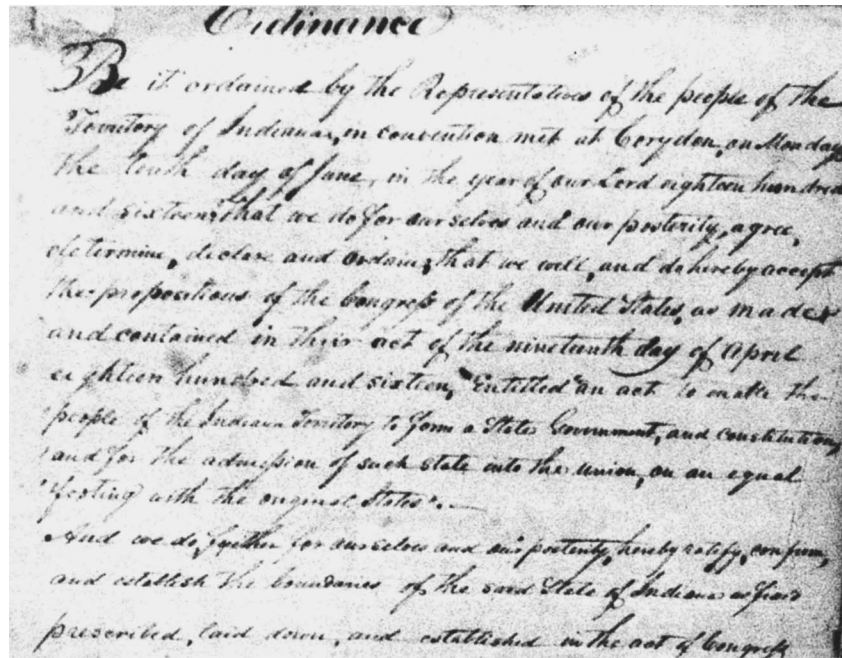 Ordinance
Be it ordained by the Representatives of the people of the
Territory of Indiana, in convention met at Corydon, on Monday
the tenth day of June, in the year of our Lord eighteen hundred
and sixteen, that we do for ourselves and our posterity, agree,
determine, declare and ordain, that we will, and do hereby accept
the propositions of the Congress of the United States, as made &
and contained in their act of the nineteenth day of April
eighteen hundred and sixteen, Entitled "an act to enable the
people of the Indiana Territory to form a State Government, and constitution,
and for the admission of such state into the union, on an equal
footing with the original States".
And we do, further for ourselves and our posterity, hereby ratify, confirm,
and establish the boundaries of the said State of Indiana as
prescribed, laid down, and established in the act of Congress